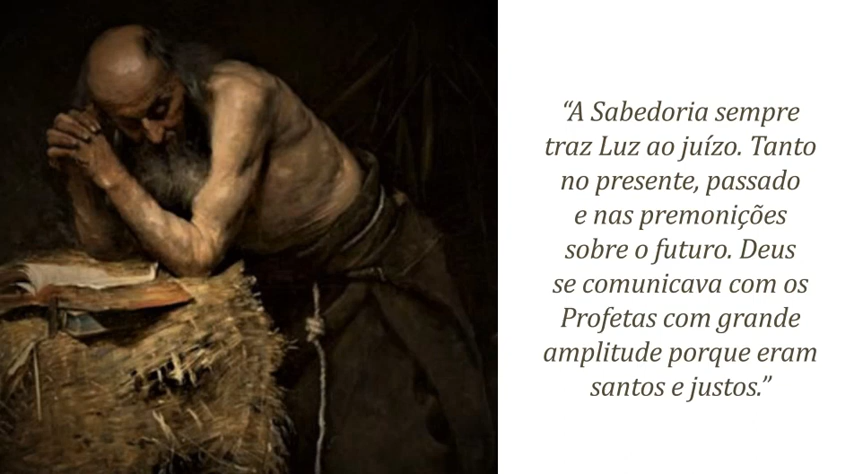 “A Sabedoria sempre
traz Luz ao juízo. Tanto
no presente, passado
e nas premonições
sobre o futuro. Deus
se comunicava com os
Profetas com grande
amplitude porque eram
santos e justos.”